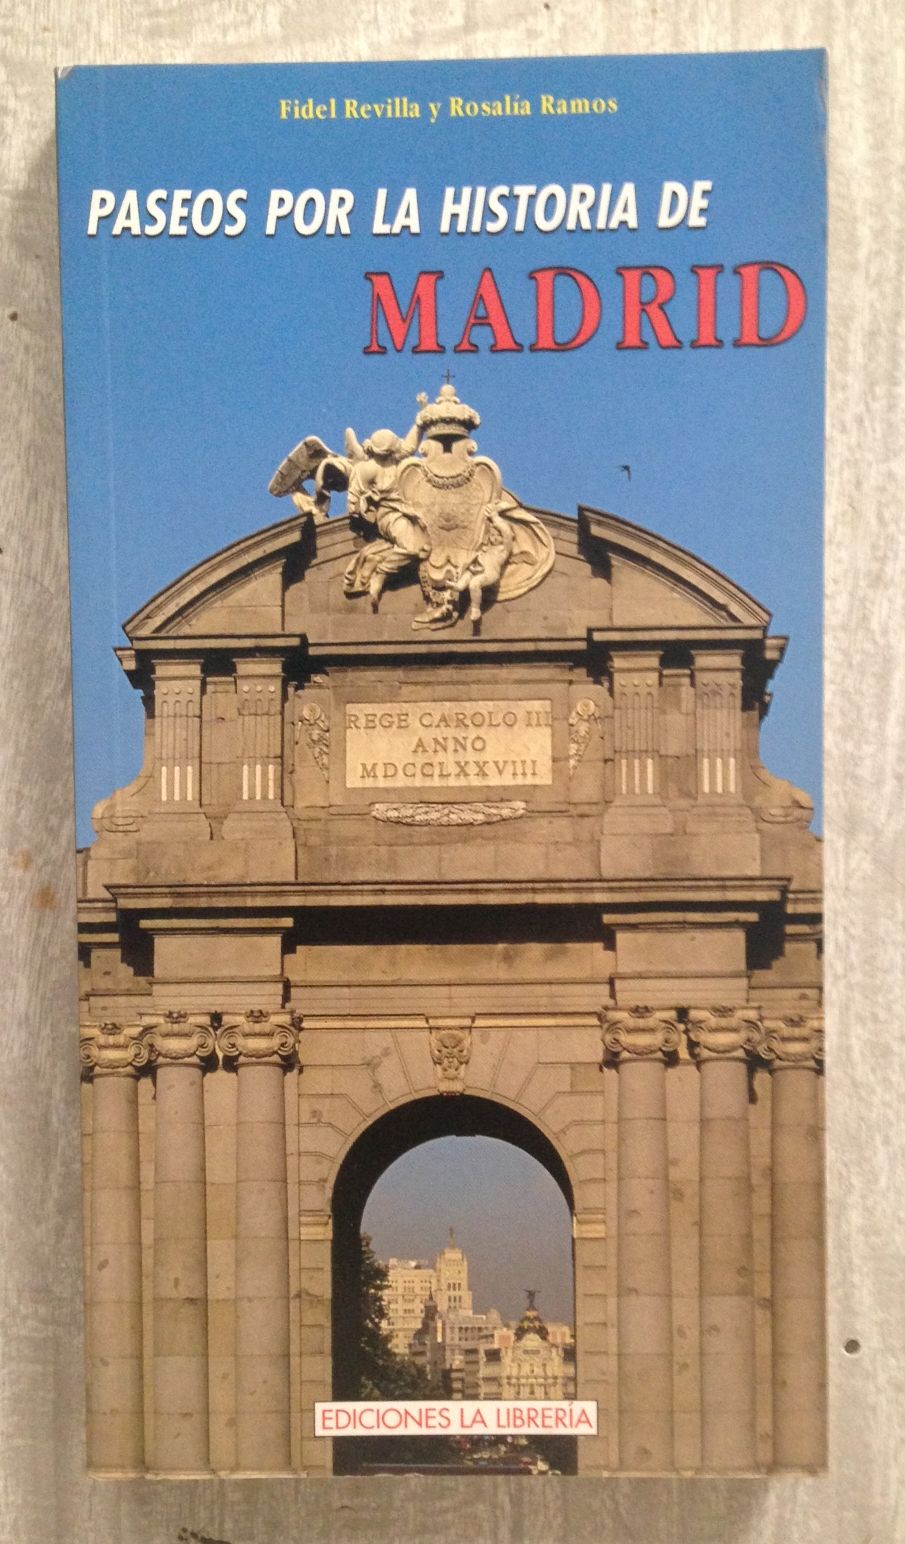 Fidel Revilla y Rosalía Ramos
PASEOS POR LA HISTORIA DE
MADRID
REGE CAROLO III
ANNO
MDCCLXXVIII
EDICIONES LA LIBRERÍA